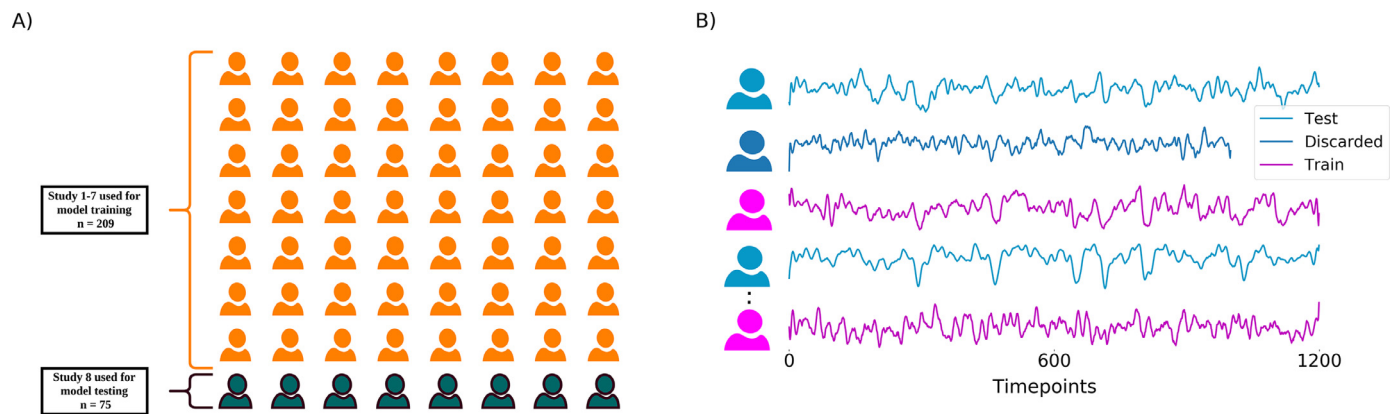 A)
Study 1-7 used for
model training
n = 209
Study 8 used for
model testing
n = 75
B)
Test
Discarded
Train
0
600
1200
Timepoints